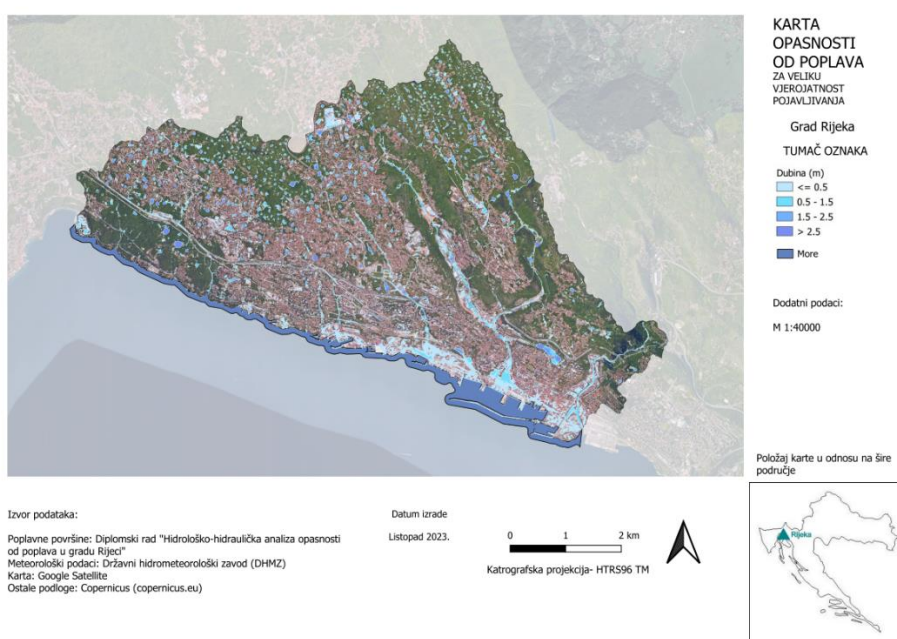 KARTA
OPASNOSTI
OD POPLAVA
ZA VELIKU
VJEROJATNOST
POJAVLJIVANJA
Grad Rijeka
TUMAČ OZNAKA
Dubina (m)
<= 0.5
0.5 - 1.5
1.5 - 2.5
> 2.5
More
Dodatni podaci:
M 1:40000
Položaj karte u odnosu na šire
područje
Rijeka
Izvor podataka:
Poplavne površine: Diplomski rad "Hidrološko-hidraulička analiza opasnosti
od poplava u gradu Rijeci"
Meteorološki podaci: Državni hidrometeorološki zavod (DHMZ)
Karta: Google Satellite
Ostale podloge: Copernicus (copernicus.eu)
Datum izrade
Listopad 2023.
0 1 2 km
Katrografska projekcija- HTRS96 TM